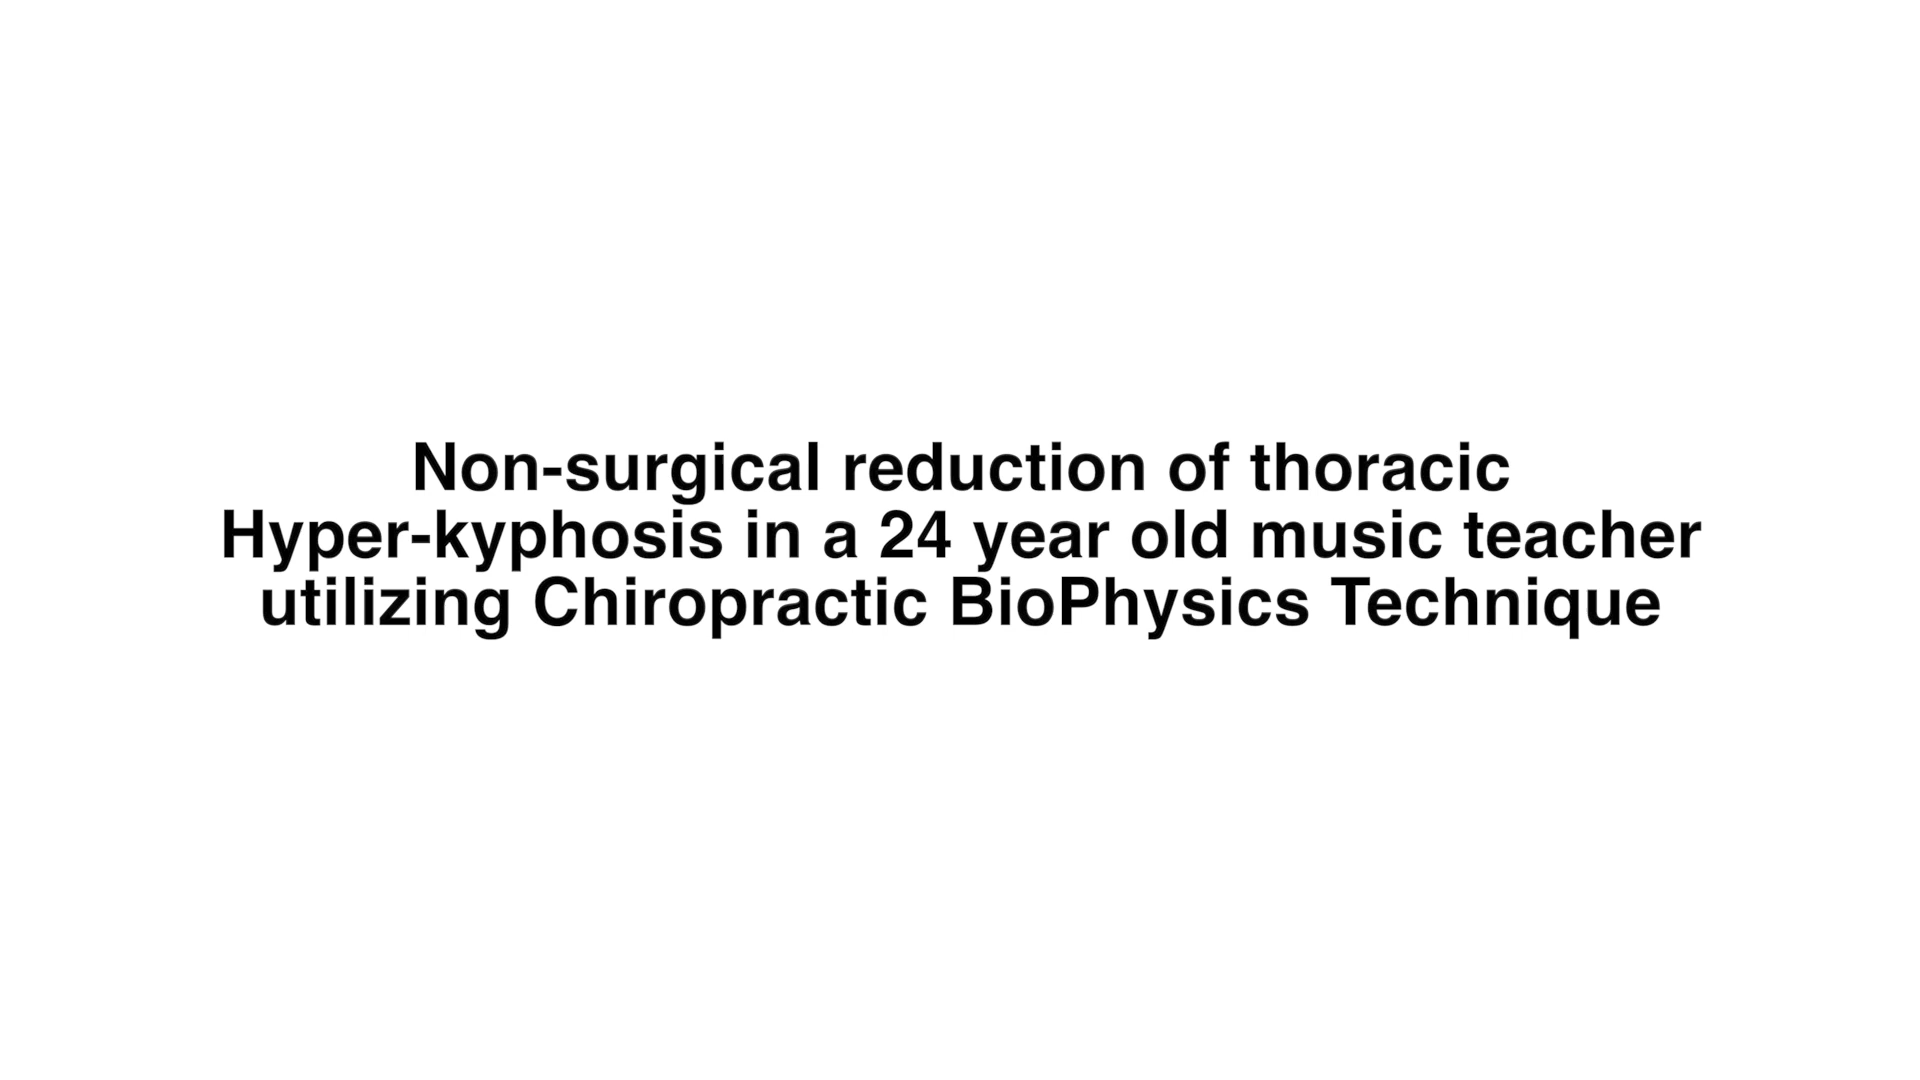 Non-surgical reduction of thoracic
Hyper-kyphosis in a 24 year old music teacher
utilizing Chiropractic BioPhysics Technique